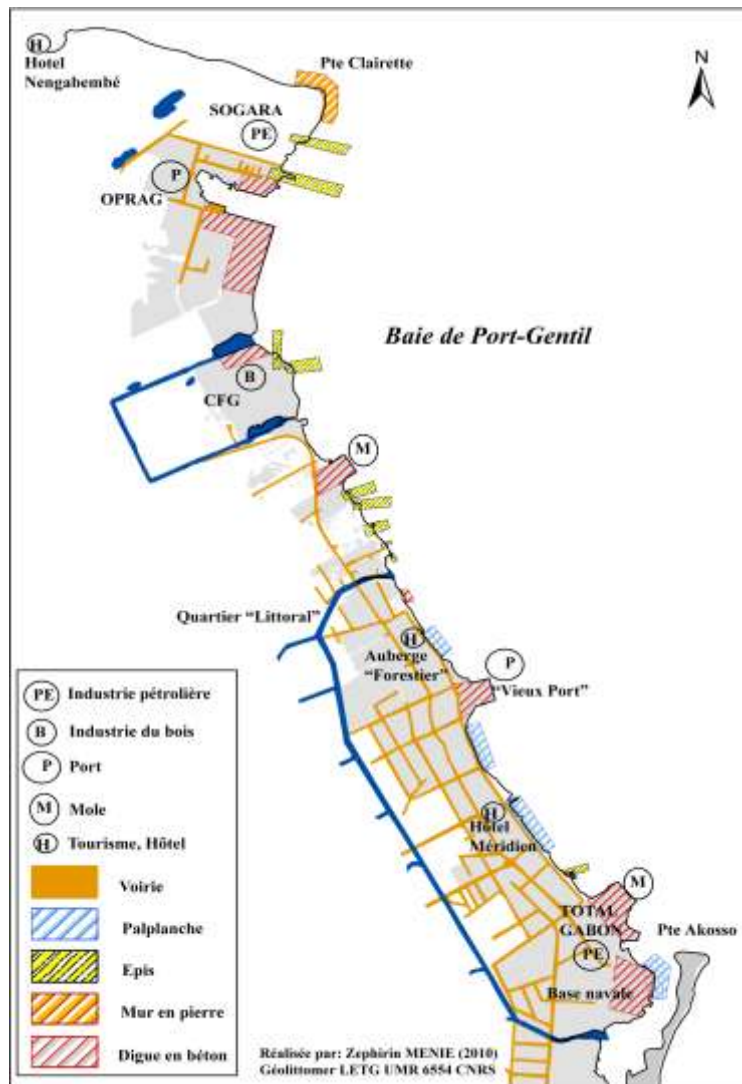 H
Hotel
Nengabembé
Pte Clairette
N
SOGARA
PE
P
OPRAG
Baie de Port-Gentil
B
CFG
M
Quartier “Littoral”
H
Auberge
“Forestier”
P
“Vieux Port”
H
Hôtel
Méridien
M
TOTAL
GABON
PE
Pte Akosso
Base navale
PE Industrie pétrolière
B Industrie du bois
P Port
M Mole
H Tourisme, Hôtel
Voirie
Palplanche
Epis
Mur en pierre
Digue en béton
Réalisée par: Zephirin MENIE (2010)
Géolittomer LETG UMR 6554 CNRS